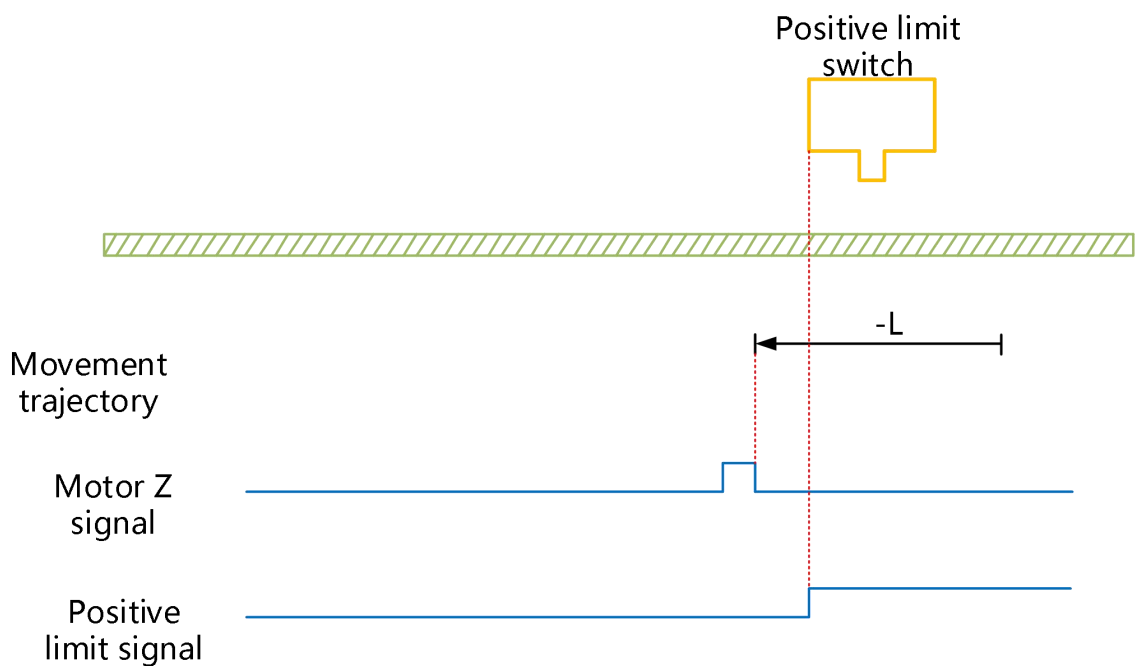 Positive limit
switch
-L
Movement
trajectory
Motor Z
signal
Positive
limit signal